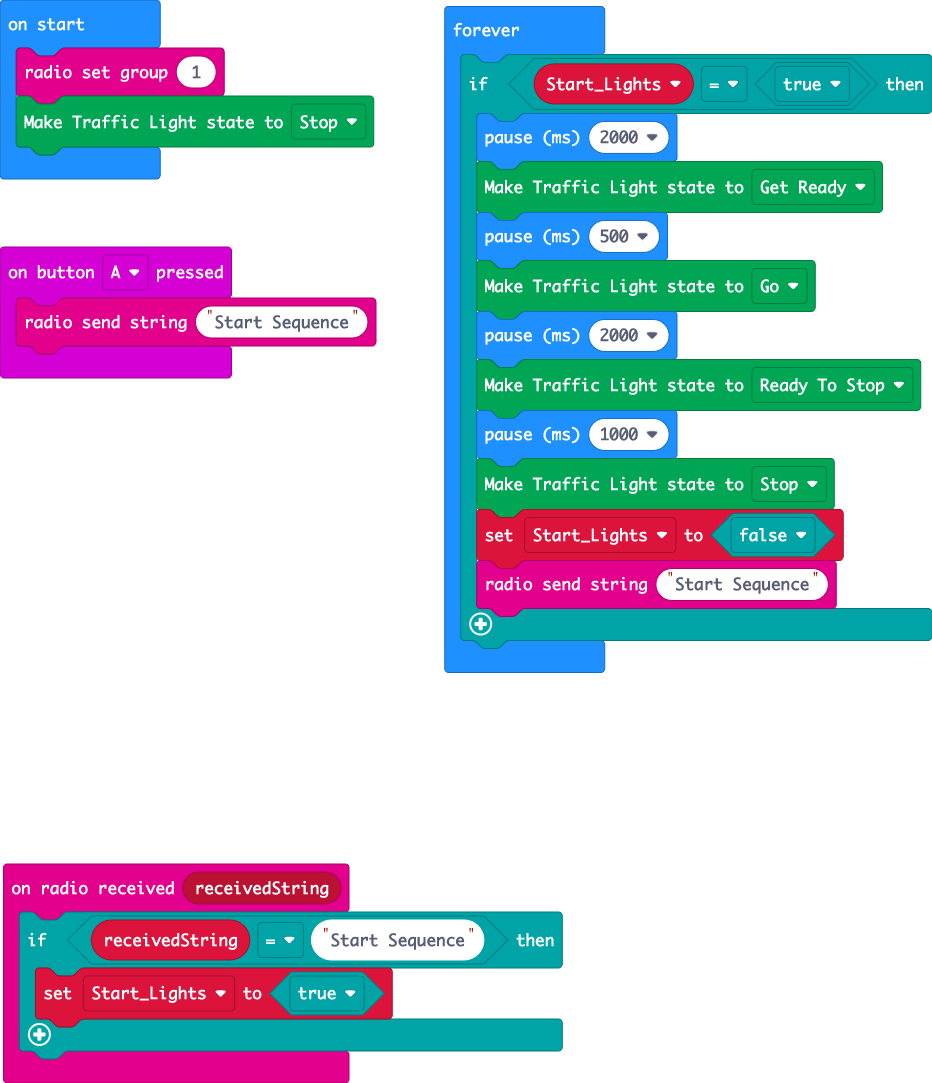 on start
radio set group 1
Make Traffic Light state to Stop
on button A pressed
radio send string "Start Sequence"
forever
if Start_Lights = true then
pause (ms) 2000
Make Traffic Light state to Get Ready
pause (ms) 500
Make Traffic Light state to Go
pause (ms) 2000
Make Traffic Light state to Ready To Stop
pause (ms) 1000
Make Traffic Light state to Stop
set Start_Lights to false
radio send string "Start Sequence"
on radio received receivedString
if receivedString = "Start Sequence" then
set Start_Lights to true